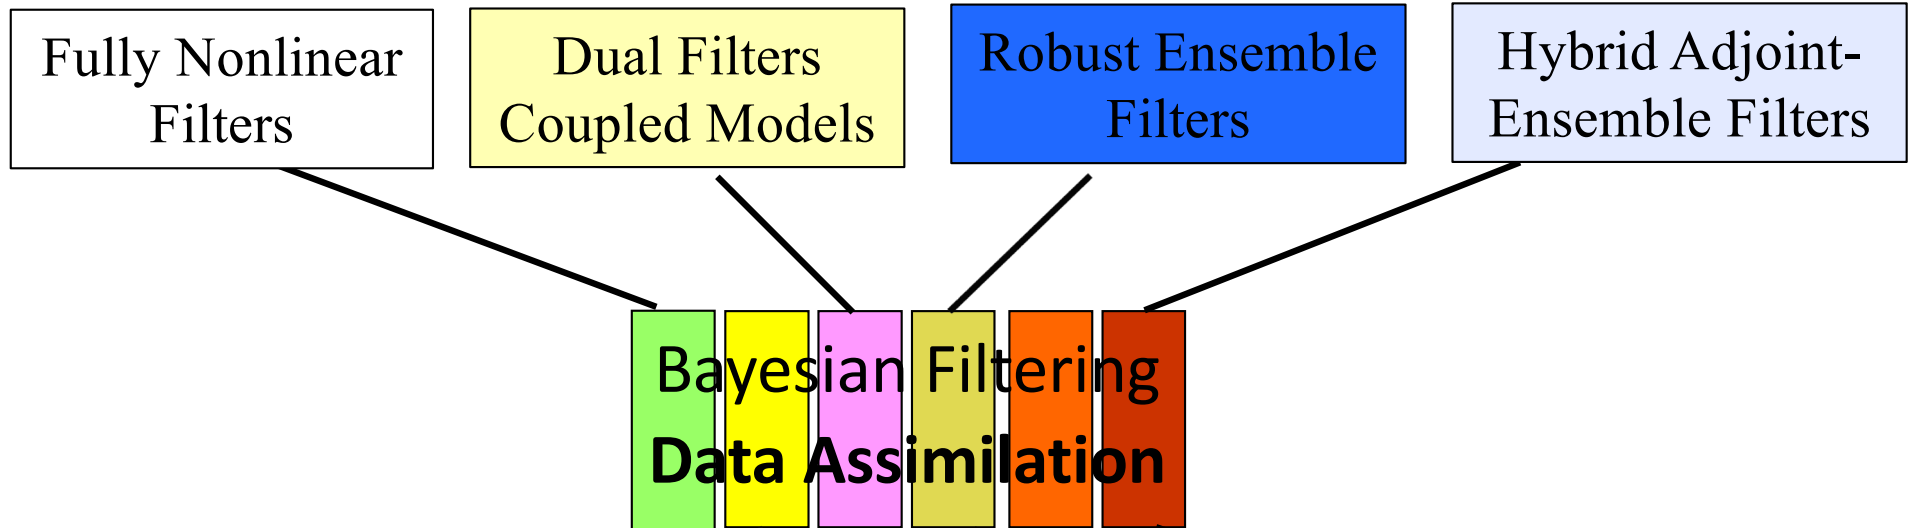 Fully Nonlinear
Filters
Dual Filters
Coupled Models
Robust Ensemble
Filters
Hybrid Adjoint-
Ensemble Filters
Bayesian Filtering
Data Assimilation